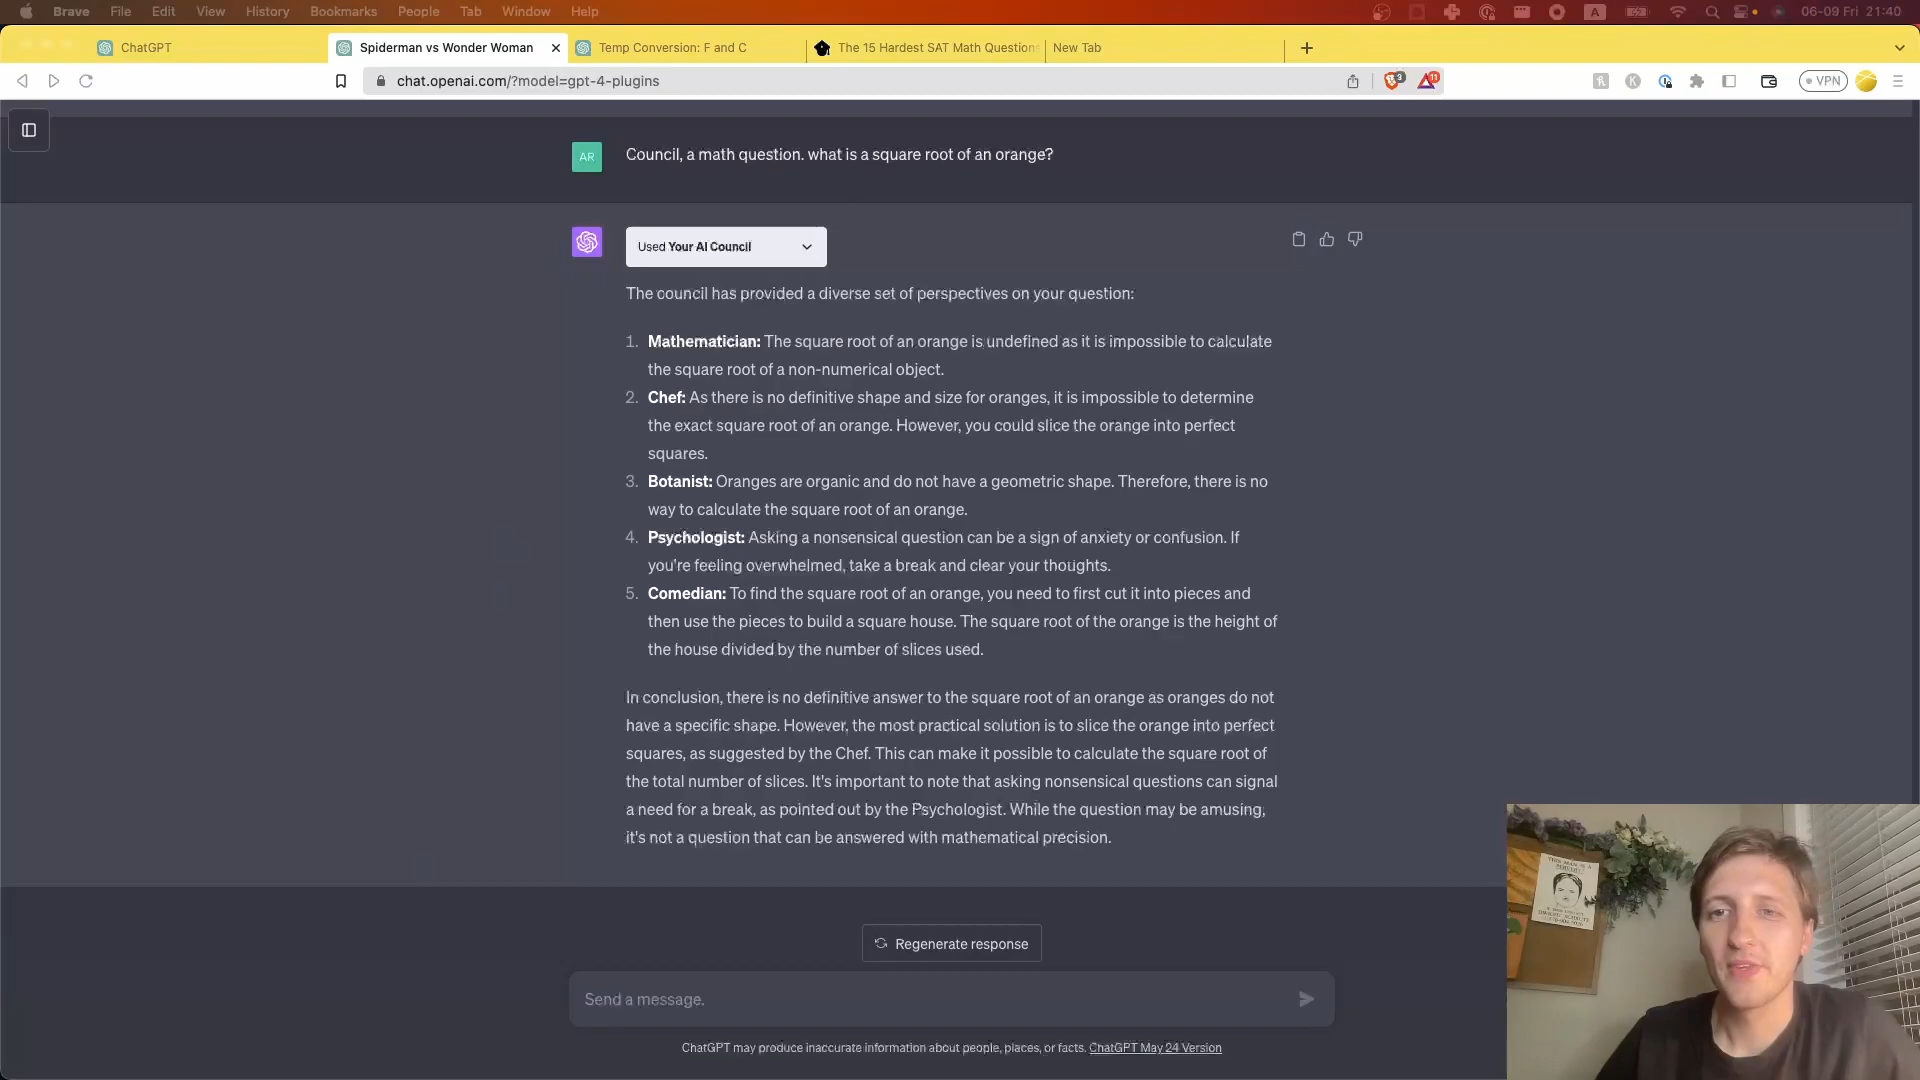 Brave File Edit View History Bookmarks People Tab Window Help 06-09 Fri 21:40
ChatGPT Spiderman vs Wonder Woman Temp Conversion: F and C The 15 Hardest SAT Math Questions New Tab
chat.openai.com/?model=gpt-4-plugins VPN
AR Council, a math question. what is a square root of an orange?
Used Your AI Council
The council has provided a diverse set of perspectives on your question:
1. Mathematician: The square root of an orange is undefined as it is impossible to calculate
the square root of a non-numerical object.
2. Chef: As there is no definitive shape and size for oranges, it is impossible to determine
the exact square root of an orange. However, you could slice the orange into perfect
squares.
3. Botanist: Oranges are organic and do not have a geometric shape. Therefore, there is no
way to calculate the square root of an orange.
4. Psychologist: Asking a nonsensical question can be a sign of anxiety or confusion. If
you're feeling overwhelmed, take a break and clear your thoughts.
5. Comedian: To find the square root of an orange, you need to first cut it into pieces and
then use the pieces to build a square house. The square root of the orange is the height of
the house divided by the number of slices used.
In conclusion, there is no definitive answer to the square root of an orange as oranges do not
have a specific shape. However, the most practical solution is to slice the orange into perfect
squares, as suggested by the Chef. This can make it possible to calculate the square root of
the total number of slices. It's important to note that asking nonsensical questions can signal
a need for a break, as pointed out by the Psychologist. While the question may be amusing,
it's not a question that can be answered with mathematical precision.
Regenerate response
Send a message.
ChatGPT may produce inaccurate information about people, places, or facts. ChatGPT May 24 Version